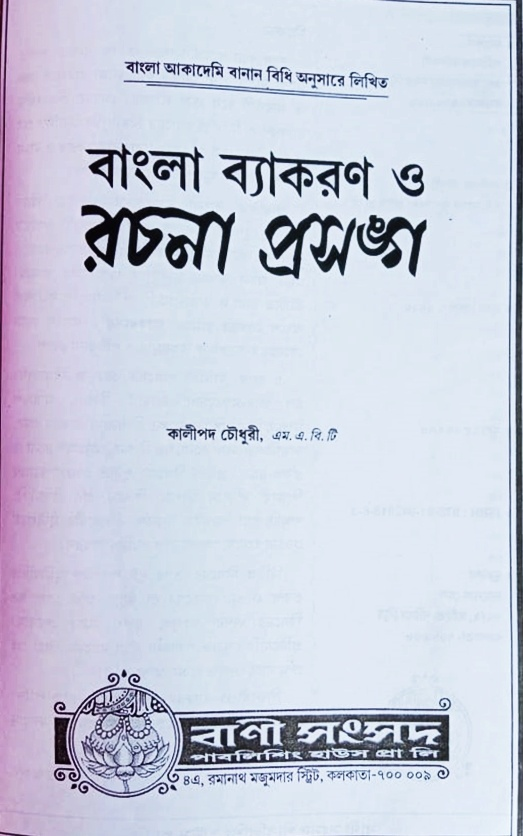 বাংলা আকাদেমি বানান বিধি অনুসারে লিখিত
বাংলা ব্যাকরণ ও
রচনা প্রসঙ্গ
কালীপদ চৌধুরী, এম. এ. বি. টি
বাণী সংসদ
পাবলিশিং হাউস প্রা লি
৪এ, রমানাথ মজুমদার স্ট্রিট, কলকাতা-৭০০ ০০৯